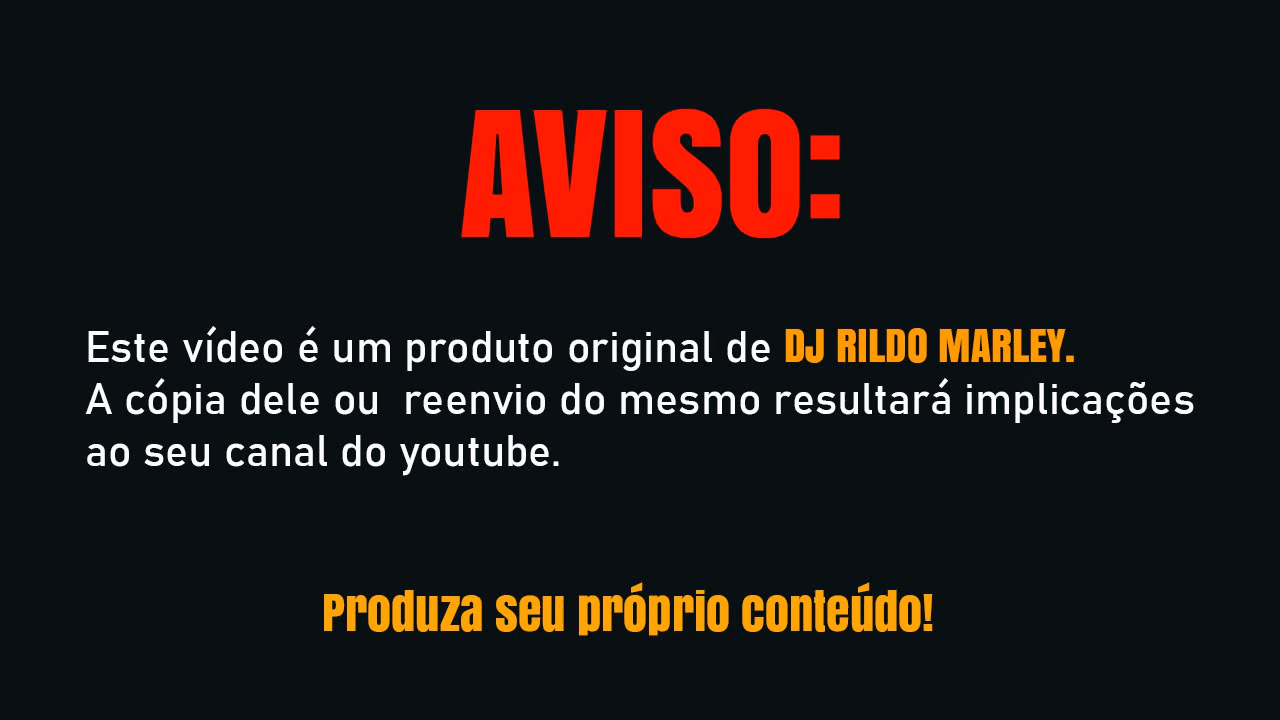 AVISO:
Este vídeo é um produto original de DJ RILDO MARLEY.
A cópia dele ou  reenvio do mesmo resultará implicações
ao seu canal do youtube.
Produza seu próprio conteúdo!